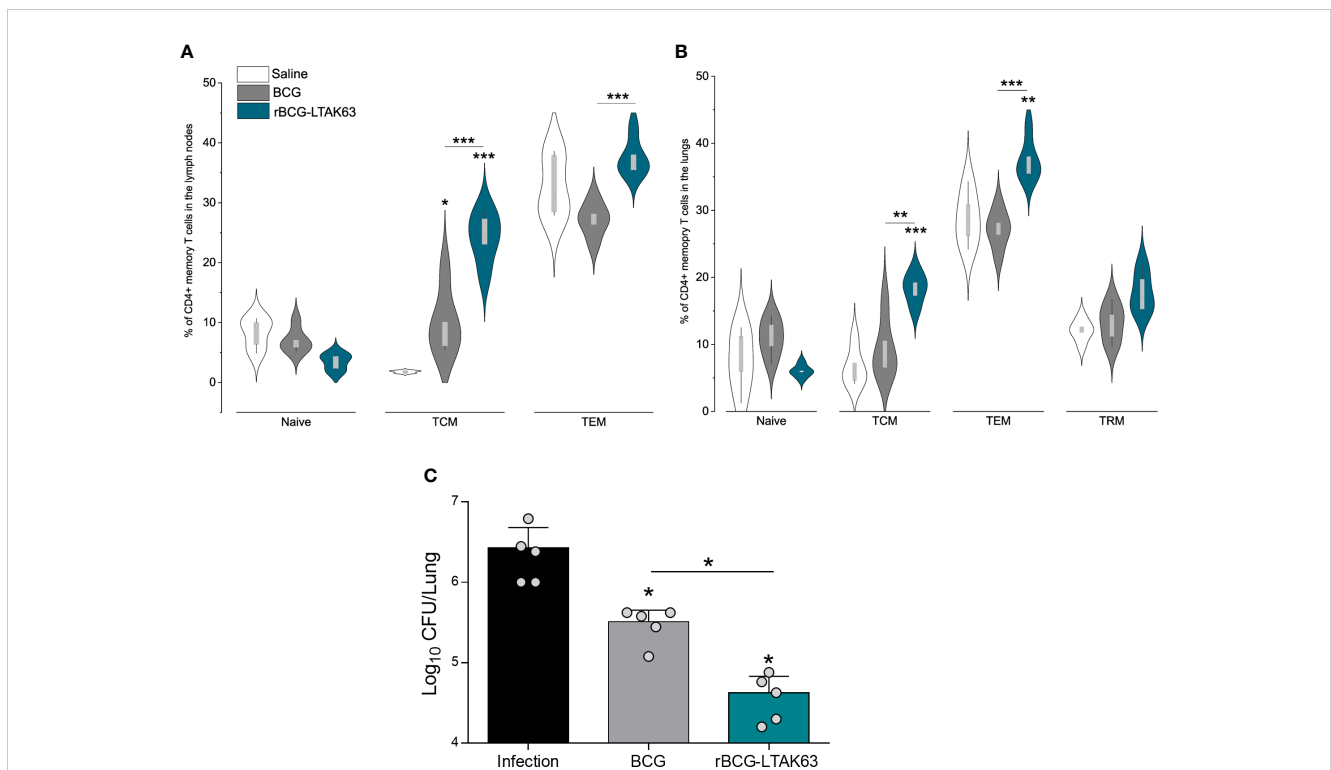 A
Saline
BCG
rBCG-LTAK63
% of CD4+ memory T cells in the lymph nodes
50
40
30
20
10
0
*
***
***
***
Naive
TCM
TEM
B
% of CD4+ memopry T cells in the lungs
50
40
30
20
10
0
**
***
***
**
Naive
TCM
TEM
TRM
C
Log10 CFU/Lung
7
6
5
4
*
*
*
Infection
BCG
rBCG-LTAK63